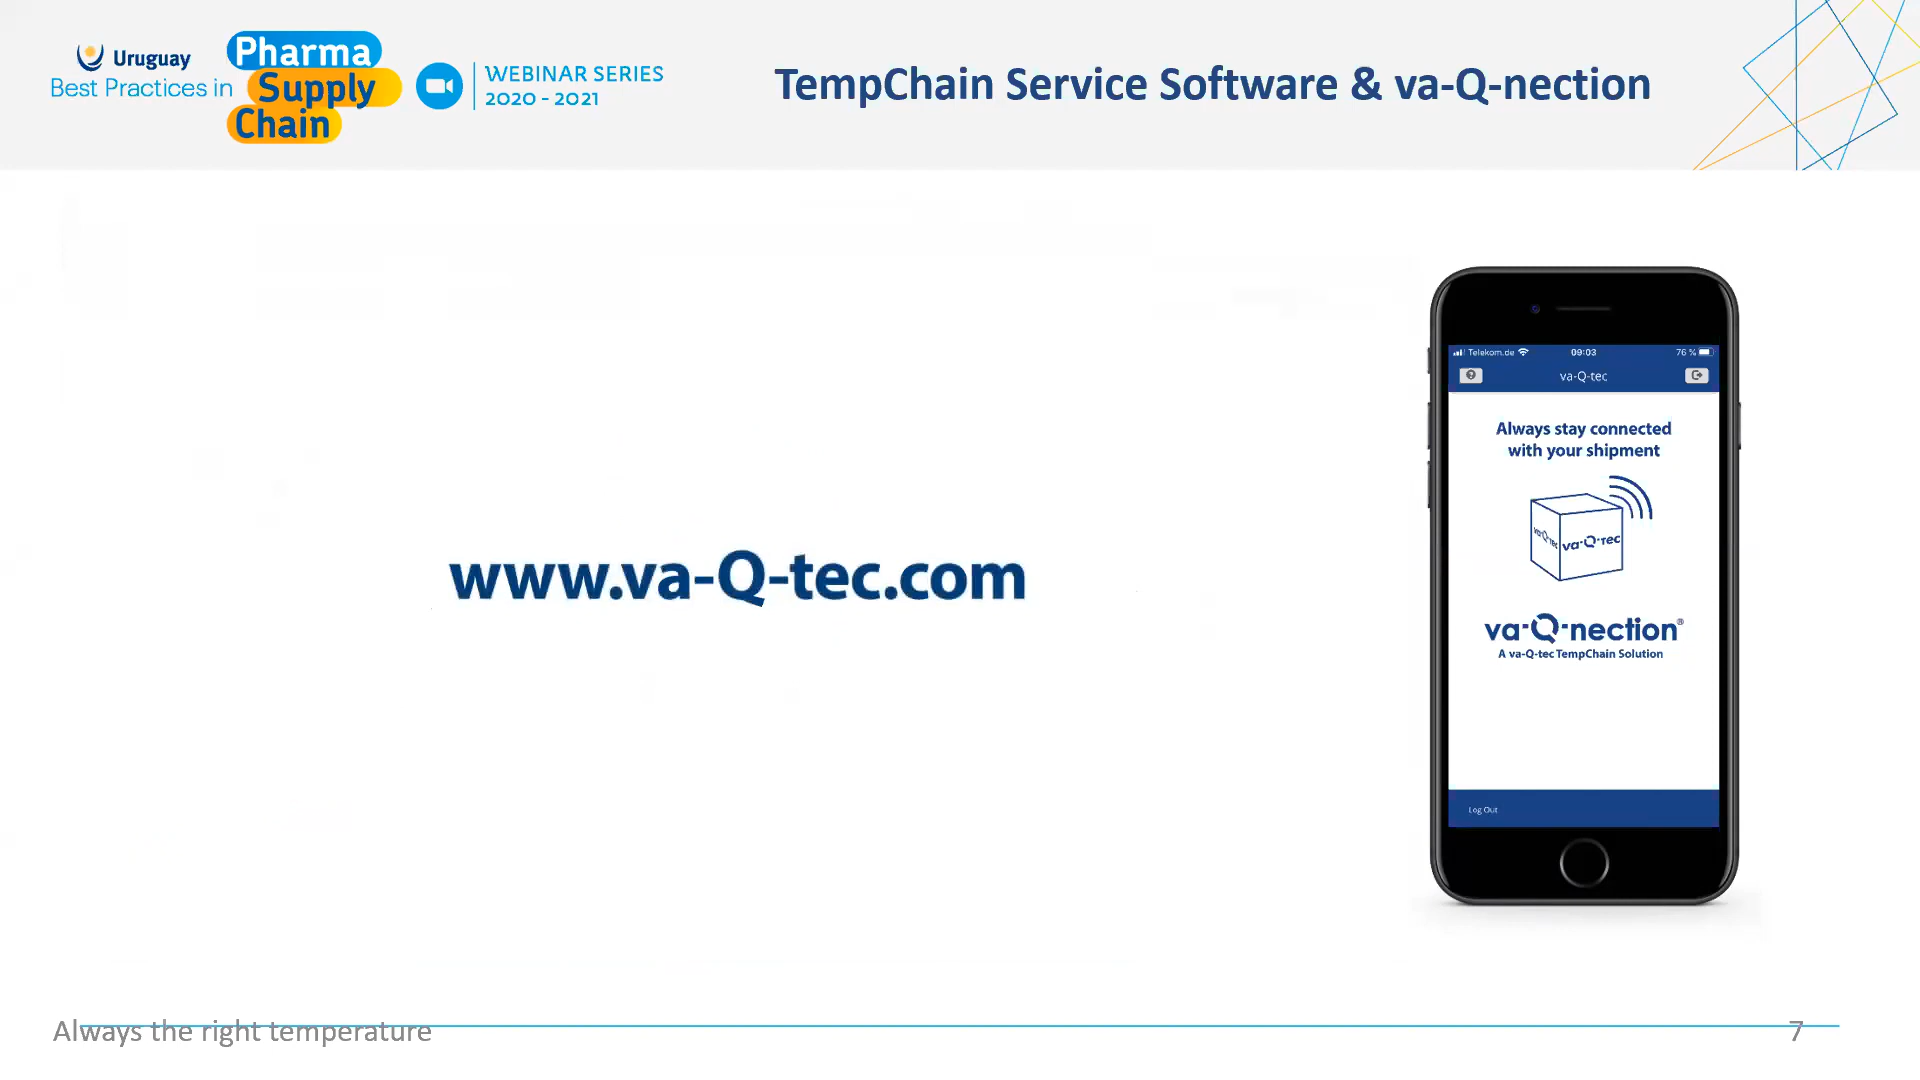 Uruguay
Best Practices in
Pharma
Supply
Chain
WEBINAR SERIES
2020 - 2021
TempChain Service Software & va-Q-nection
www.va-Q-tec.com
Telekom.de
09:03
76 %
va-Q-tec
Always stay connected
with your shipment
va-Q-tec
va-Q-tec
va-Q-nection®
A va-Q-tec TempChain Solution
Log Out
Always the right temperature
7